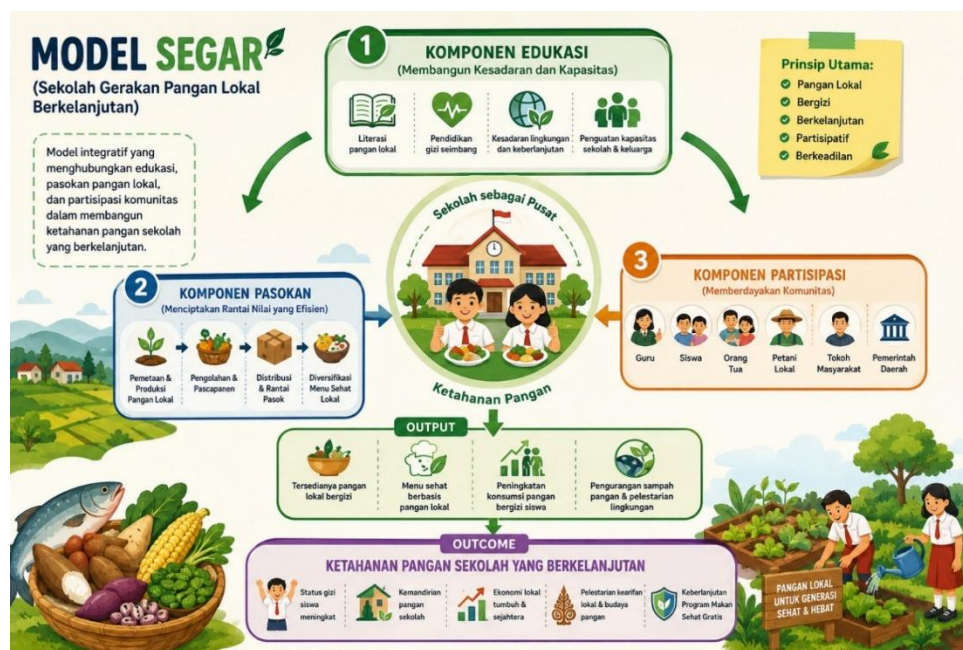 MODEL SEGAR
(Sekolah Gerakan Pangan Lokal
Berkelanjutan)
Model integratif yang
menghubungkan edukasi,
pasokan pangan lokal,
dan partisipasi komunitas
dalam membangun
ketahanan pangan sekolah
yang berkelanjutan.
1
KOMPONEN EDUKASI
(Membangun Kesadaran dan Kapasitas)
Literasi
pangan lokal
Pendidikan
gizi seimbang
Kesadaran lingkungan
dan keberlanjutan
Penguatan kapasitas
sekolah & keluarga
Prinsip Utama:
Pangan Lokal
Bergizi
Berkelanjutan
Partisipatif
Berkeadilan
Sekolah sebagai Pusat
Ketahanan Pangan
2
KOMPONEN PASOKAN
(Menciptakan Rantai Nilai yang Efisien)
Pemetaan &
Produksi
Pangan Lokal
Pengolahan &
Pascapanen
Distribusi
& Rantai
Pasok
Diversifikasi
Menu Sehat
Lokal
3
KOMPONEN PARTISIPASI
(Memberdayakan Komunitas)
Guru
Siswa
Orang
Tua
Petani
Lokal
Tokoh
Masyarakat
Pemerintah
Daerah
OUTPUT
Tersedianya pangan
lokal bergizi
Menu sehat
berbasis
pangan lokal
Peningkatan
konsumsi pangan
bergizi siswa
Pengurangan sampah
pangan & pelestarian
lingkungan
OUTCOME
KETAHANAN PANGAN SEKOLAH YANG BERKELANJUTAN
Status gizi
siswa
meningkat
Kemandirian
pangan
sekolah
Ekonomi lokal
tumbuh &
sejahtera
Pelestarian kearifan
lokal & budaya
pangan
Keberlanjutan
Program Makan
Sehat Gratis
PANGAN LOKAL
UNTUK GENERASI
SEHAT & HEBAT